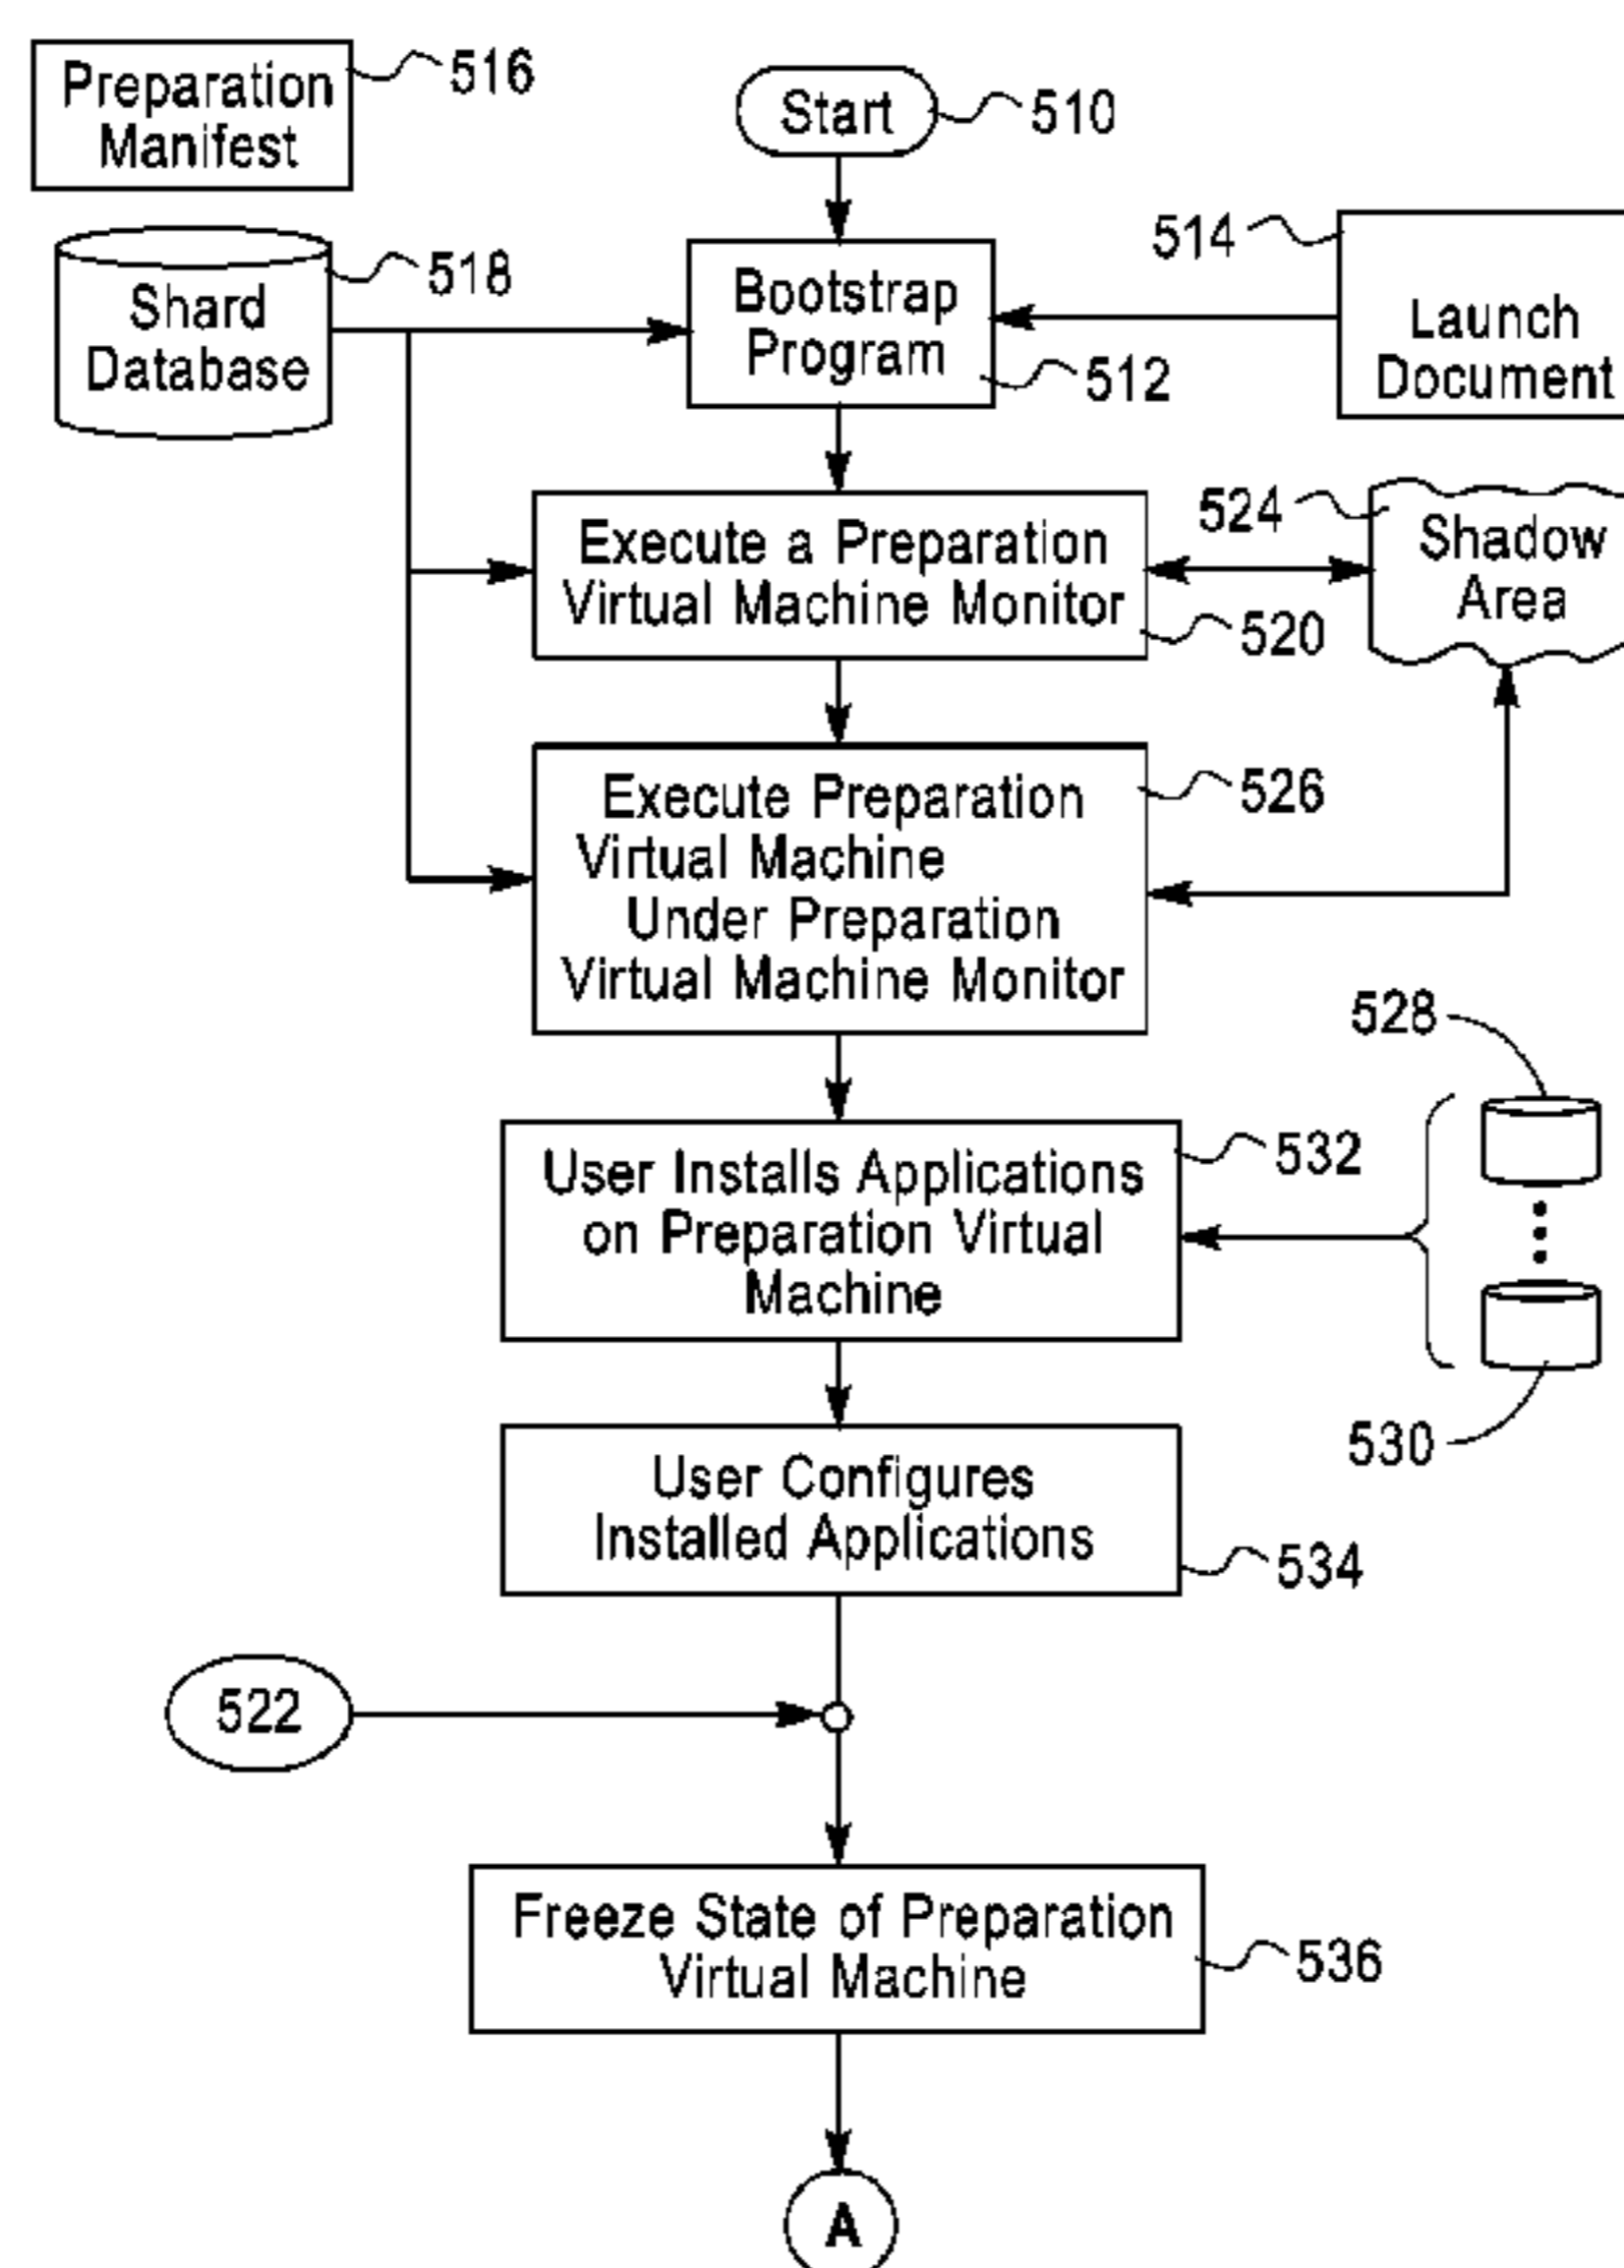 Preparation
Manifest
516
Start
510
Shard
Database
518
Bootstrap
Program
512
514
Launch
Document
Execute a Preparation
Virtual Machine Monitor
520
524
Shadow
Area
Execute Preparation
Virtual Machine
Under Preparation
Virtual Machine Monitor
526
528
User Installs Applications
on Preparation Virtual
Machine
532
530
User Configures
Installed Applications
534
522
Freeze State of Preparation
Virtual Machine
536
A